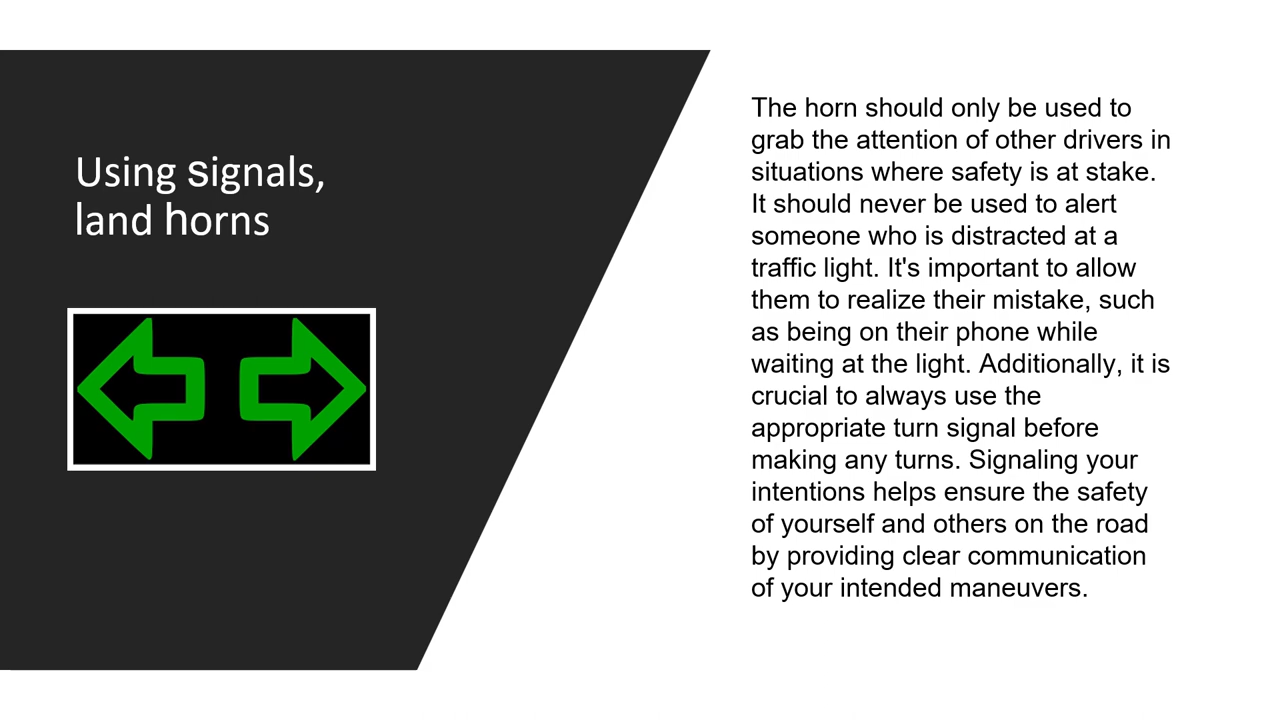 Using signals,
land horns
The horn should only be used to
grab the attention of other drivers in
situations where safety is at stake.
It should never be used to alert
someone who is distracted at a
traffic light. It's important to allow
them to realize their mistake, such
as being on their phone while
waiting at the light. Additionally, it is
crucial to always use the
appropriate turn signal before
making any turns. Signaling your
intentions helps ensure the safety
of yourself and others on the road
by providing clear communication
of your intended maneuvers.